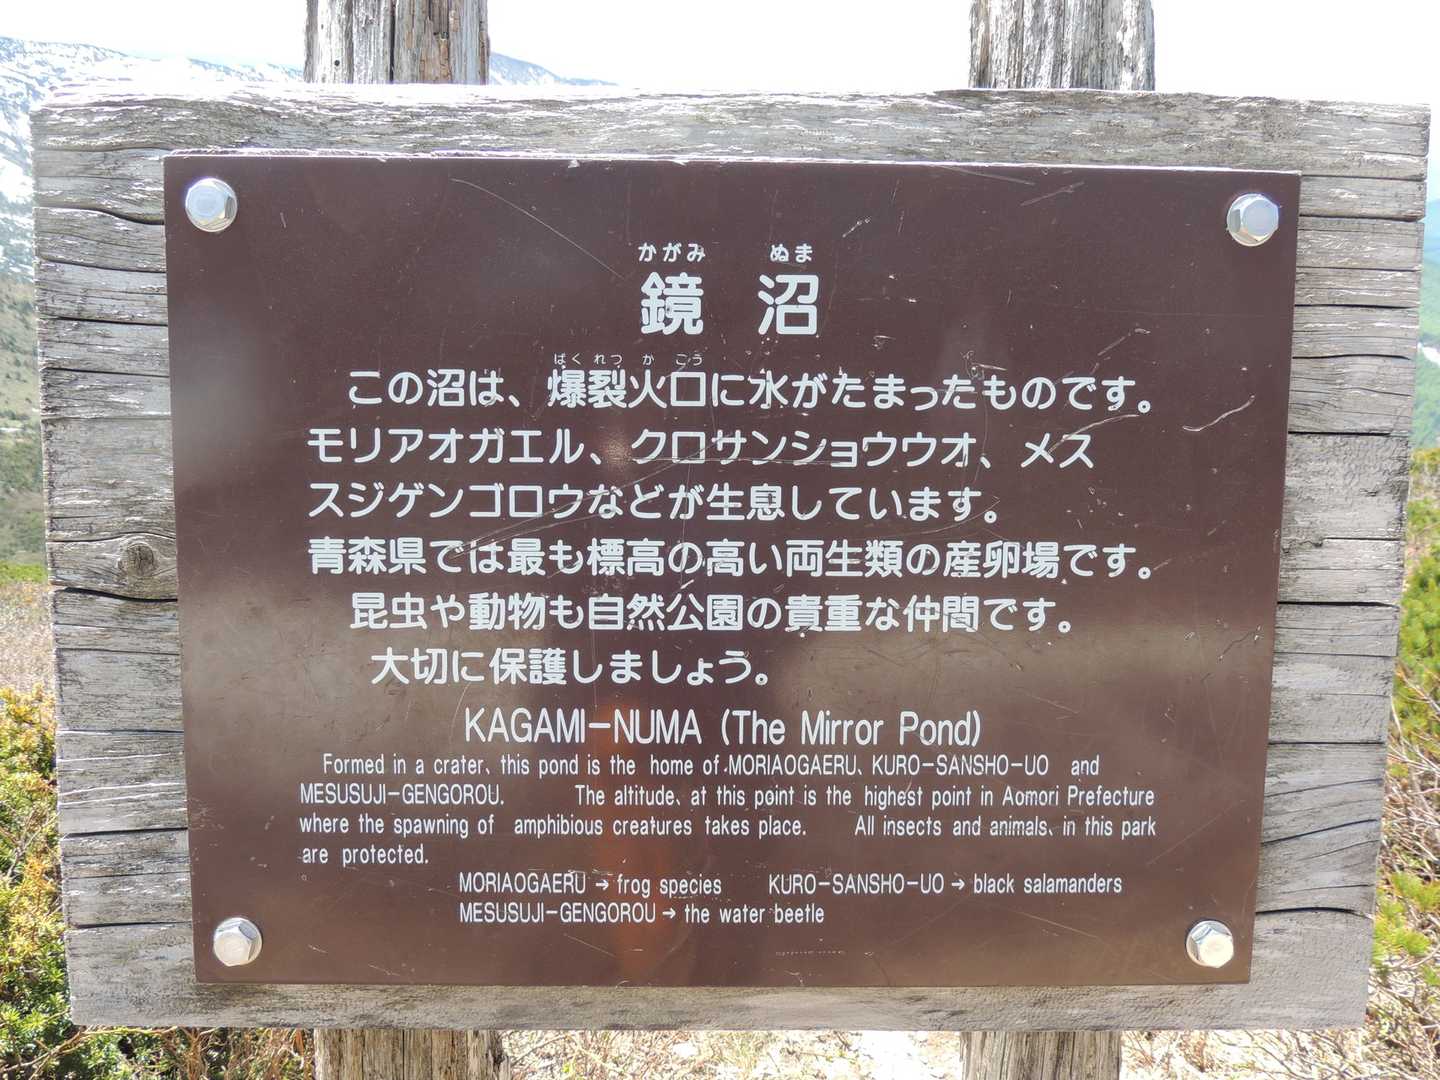 かがみ ぬま
鏡 沼
ばくれつ か こう
この沼は、爆裂火口に水がたまったものです。
モリアオガエル、クロサンショウウオ、メス
スジゲンゴロウなどが生息しています。
青森県では最も標高の高い両生類の産卵場です。
昆虫や動物も自然公園の貴重な仲間です。
大切に保護しましょう。
KAGAMI-NUMA (The Mirror Pond)
Formed in a crater, this pond is the home of MORIAOGAERU, KURO-SANSHO-UO and
MESUSUJI-GENGOROU. The altitude, at this point is the highest point in Aomori Prefecture
where the spawning of amphibious creatures takes place. All insects and animals, in this park
are protected.
MORIAOGAERU → frog species KURO-SANSHO-UO → black salamanders
MESUSUJI-GENGOROU → the water beetle